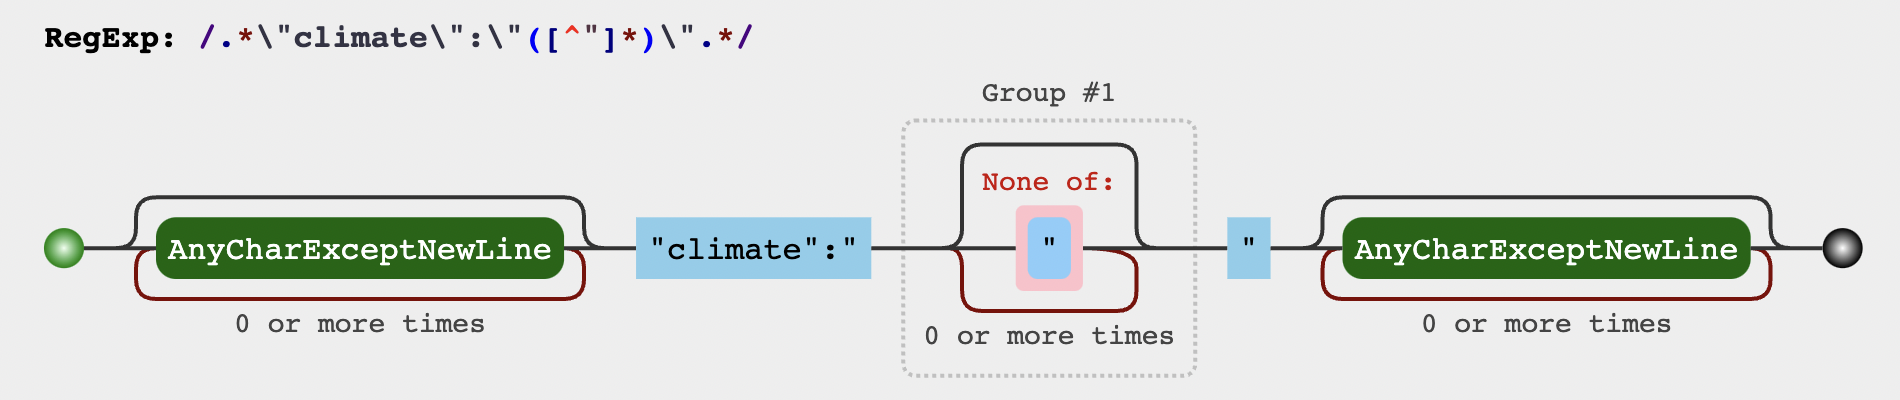 RegExp: /.*\"climate\":\"([^"]*)\".*/
Group #1
None of:
AnyCharExceptNewLine "climate":" " " AnyCharExceptNewLine
0 or more times 0 or more times 0 or more times